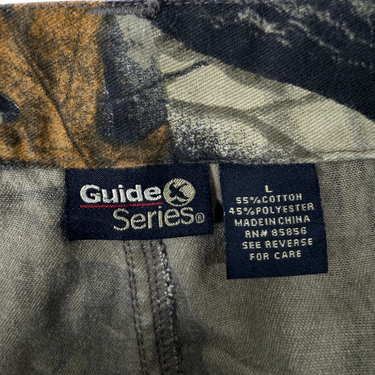 Guide
Series®
L
55% COTTON
45% POLYESTER
MADE IN CHINA
RN# 85856
SEE REVERSE
FOR CARE